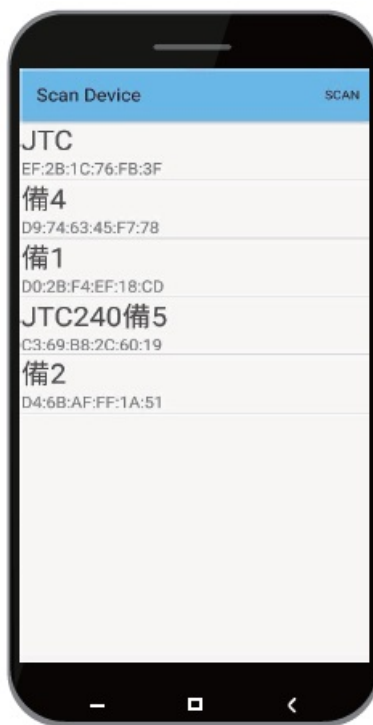 Scan Device
SCAN
JTC
EF:2B:1C:76:FB:3F
備4
D9:74:63:45:F7:78
備1
D0:2B:F4:EF:18:CD
JTC240備5
C3:69:B8:2C:60:19
備2
D4:6B:AF:FF:1A:51